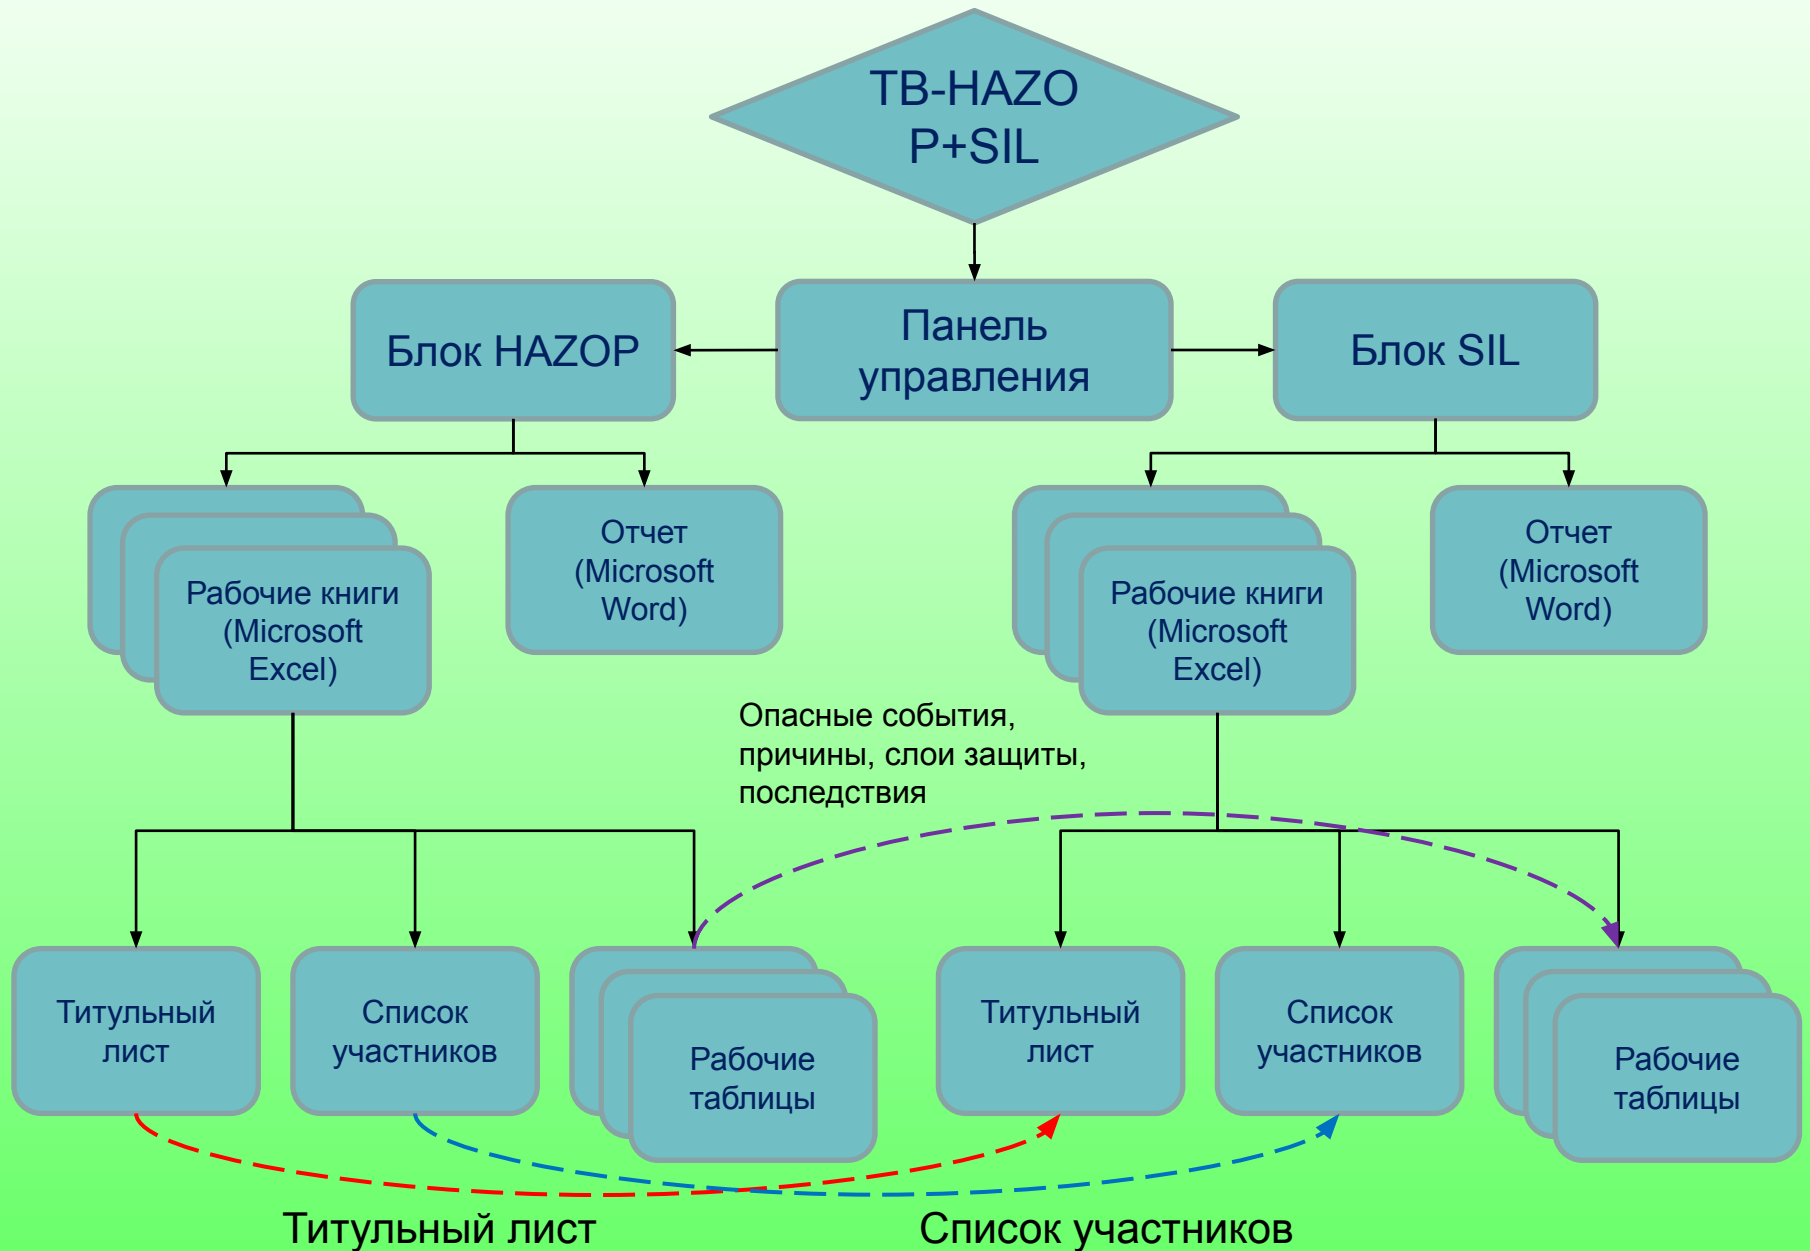 ТВ-HAZO
P+SIL
Блок HAZOP
Панель
управления
Блок SIL
Рабочие книги
(Microsoft
Excel)
Отчет
(Microsoft
Word)
Рабочие книги
(Microsoft
Excel)
Отчет
(Microsoft
Word)
Опасные события,
причины, слои защиты,
последствия
Титульный
лист
Список
участников
Рабочие
таблицы
Титульный
лист
Список
участников
Рабочие
таблицы
Титульный лист
Список участников